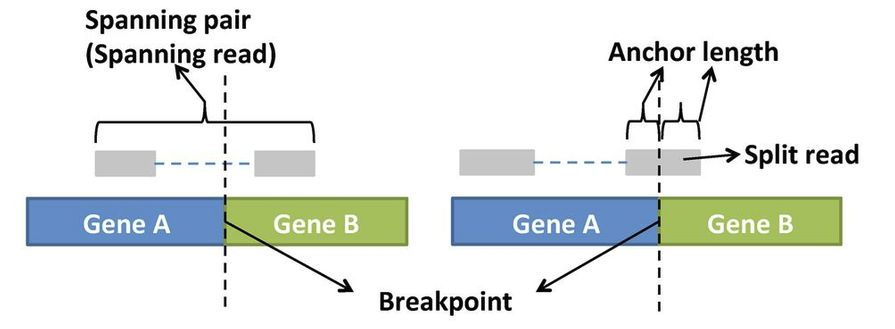 Spanning pair
(Spanning read)
Anchor length
Split read
Gene A
Gene B
Gene A
Gene B
Breakpoint